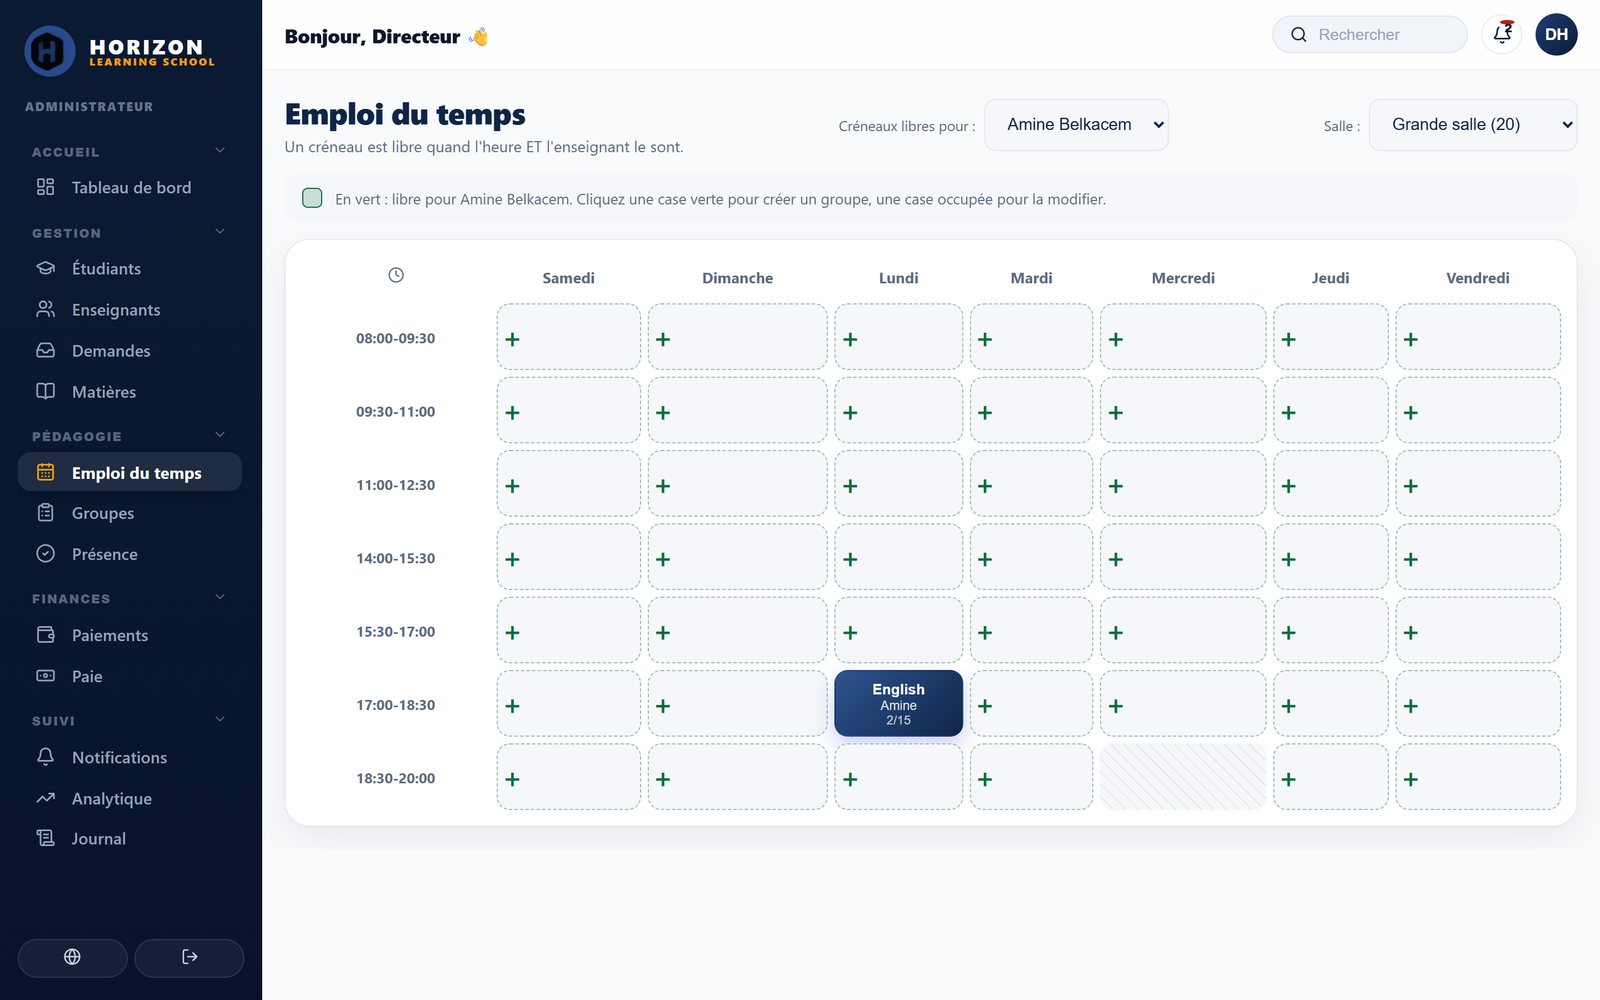 HORIZON
LEARNING SCHOOL
ADMINISTRATEUR
ACCUEIL
Tableau de bord
GESTION
Étudiants
Enseignants
Demandes
Matières
PÉDAGOGIE
Emploi du temps
Groupes
Présence
FINANCES
Paiements
Paie
SUIVI
Notifications
Analytique
Journal
Bonjour, Directeur 👋
Rechercher
2
DH
Emploi du temps
Un créneau est libre quand l'heure ET l'enseignant le sont.
Créneaux libres pour :
Amine Belkacem
Salle :
Grande salle (20)
En vert : libre pour Amine Belkacem. Cliquez une case verte pour créer un groupe, une case occupée pour la modifier.
Samedi Dimanche Lundi Mardi Mercredi Jeudi Vendredi
08:00-09:30 + + + + + + +
09:30-11:00 + + + + + + +
11:00-12:30 + + + + + + +
14:00-15:30 + + + + + + +
15:30-17:00 + + + + + + +
17:00-18:30 + + English + + + +
Amine
2/15
18:30-20:00 + + + + + +